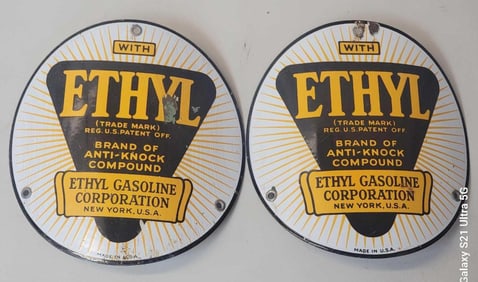 WITH
ETHYL
(TRADE MARK)
REG. U.S. PATENT OFF.
BRAND OF
ANTI-KNOCK
COMPOUND
ETHYL GASOLINE
CORPORATION
NEW YORK, U.S.A.
MADE IN U.S.A.
WITH
ETHYL
(TRADE MARK)
REG. U.S. PATENT OFF.
BRAND OF
ANTI-KNOCK
COMPOUND
ETHYL GASOLINE
CORPORATION
NEW YORK, U.S.A.
MADE IN U.S.A.
Galaxy S21 Ultra 5G